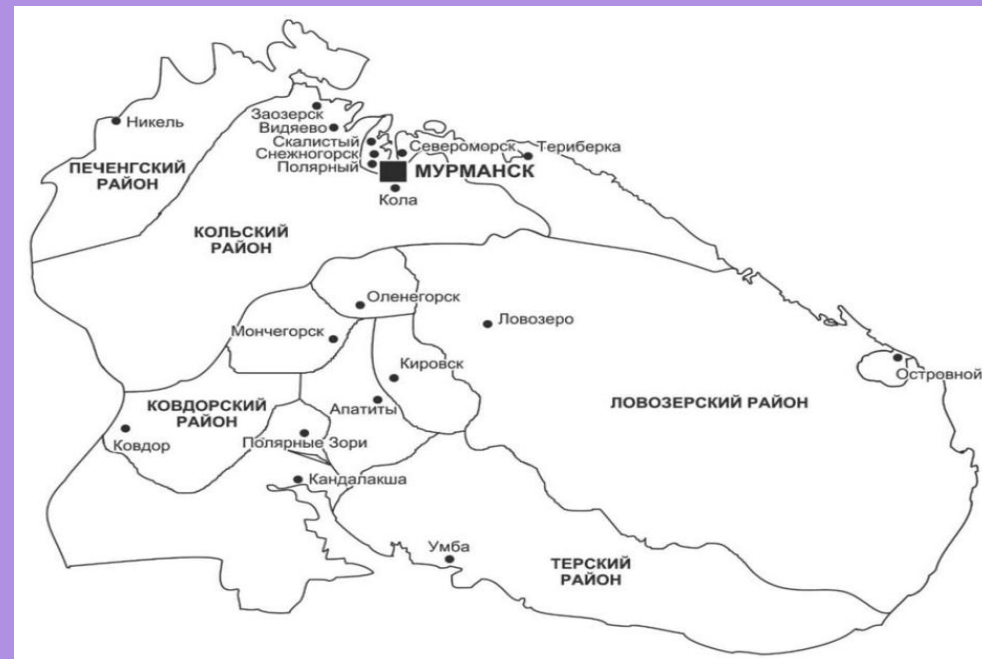 Никель
Заозерск
Видяево
Скалистый
Снежногорск
Полярный
Североморск
Териберка
МУРМАНСК
Кола
ПЕЧЕНГСКИЙ
РАЙОН
КОЛЬСКИЙ
РАЙОН
Оленегорск
Мончегорск
Ловозеро
Кировск
Островной
Апатиты
ЛОВОЗЕРСКИЙ РАЙОН
КОВДОРСКИЙ
РАЙОН
Ковдор
Полярные Зори
Кандалакша
Умба
ТЕРСКИЙ
РАЙОН